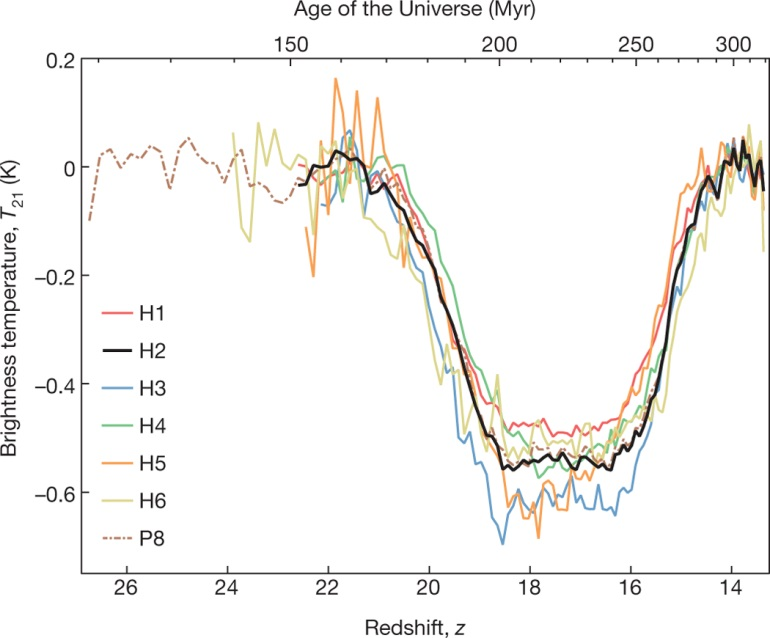 Age of the Universe (Myr)
150 200 250 300
0.2
0
−0.2
−0.4
−0.6
Brightness temperature, T21 (K)
H1
H2
H3
H4
H5
H6
P8
26 24 22 20 18 16 14
Redshift, z